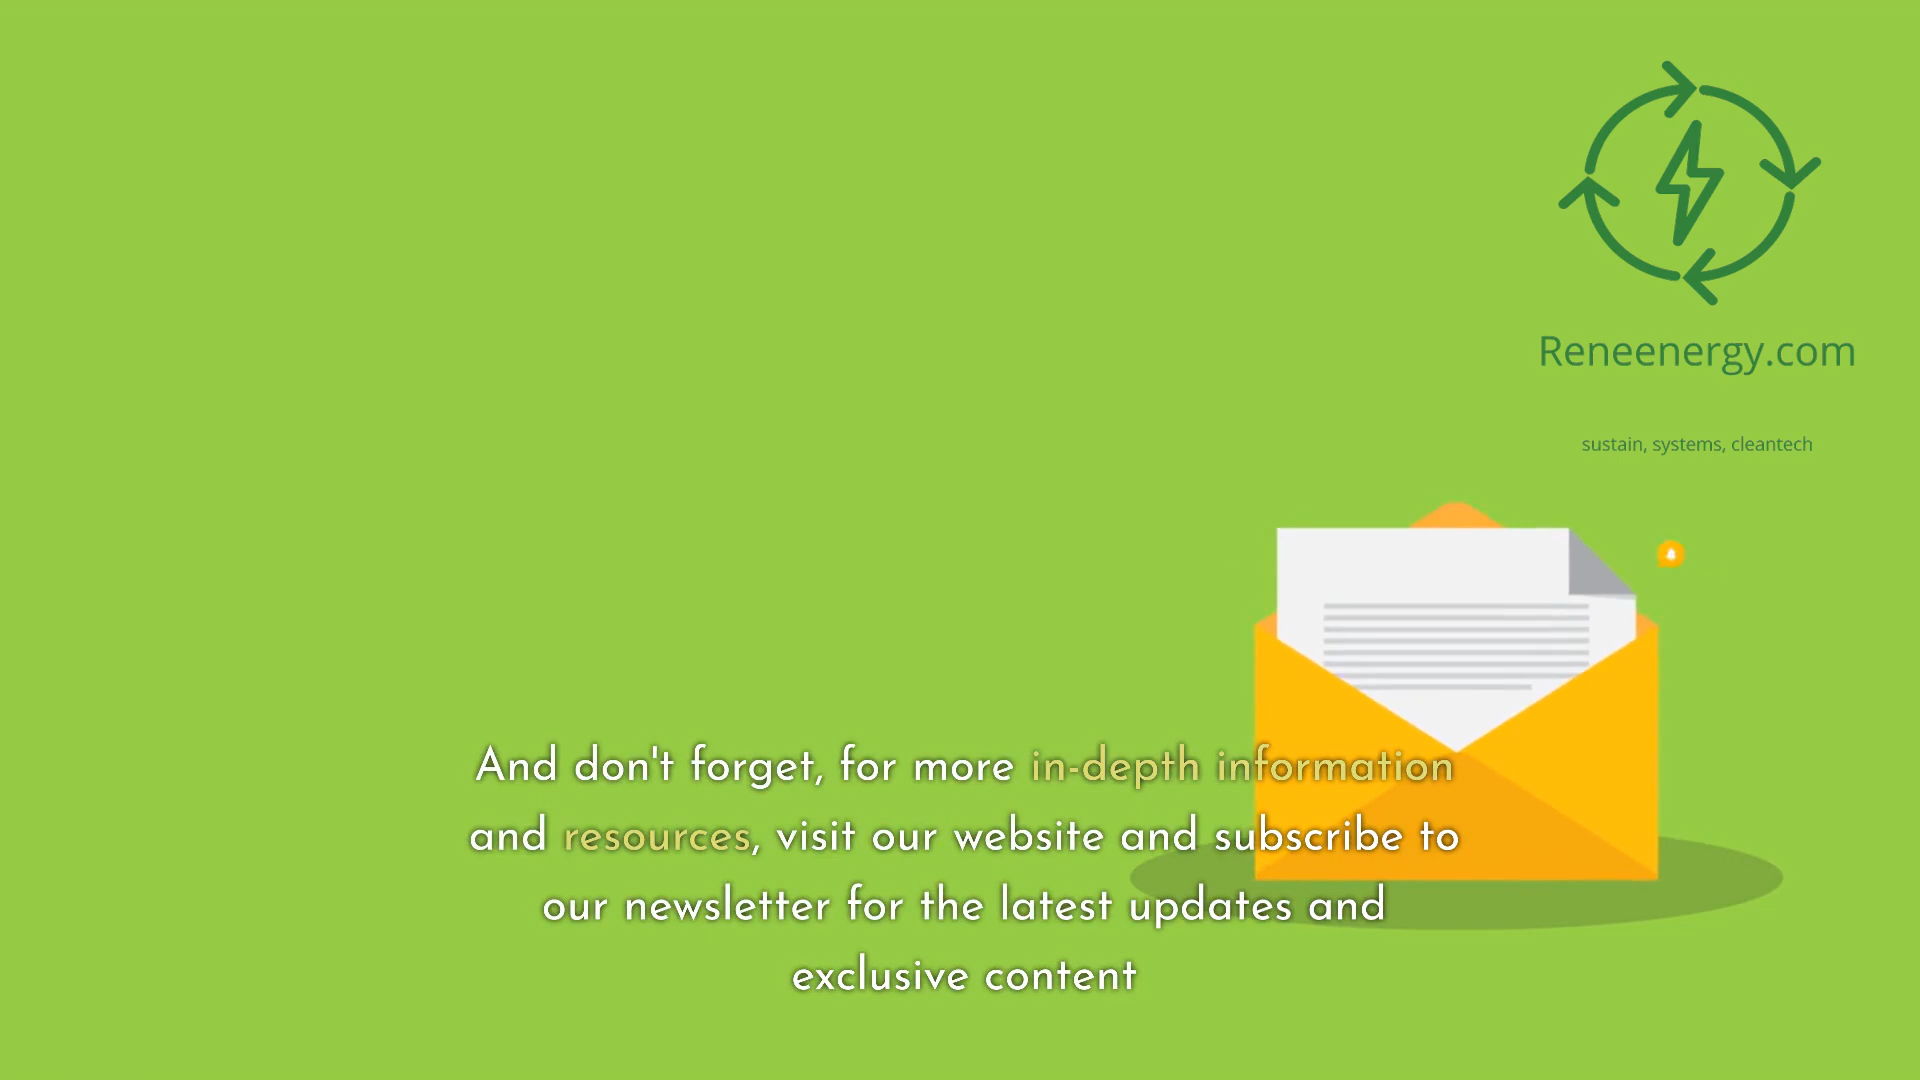 Reneenergy.com
sustain, systems, cleantech
And don't forget, for more in-depth information
and resources, visit our website and subscribe to
our newsletter for the latest updates and
exclusive content